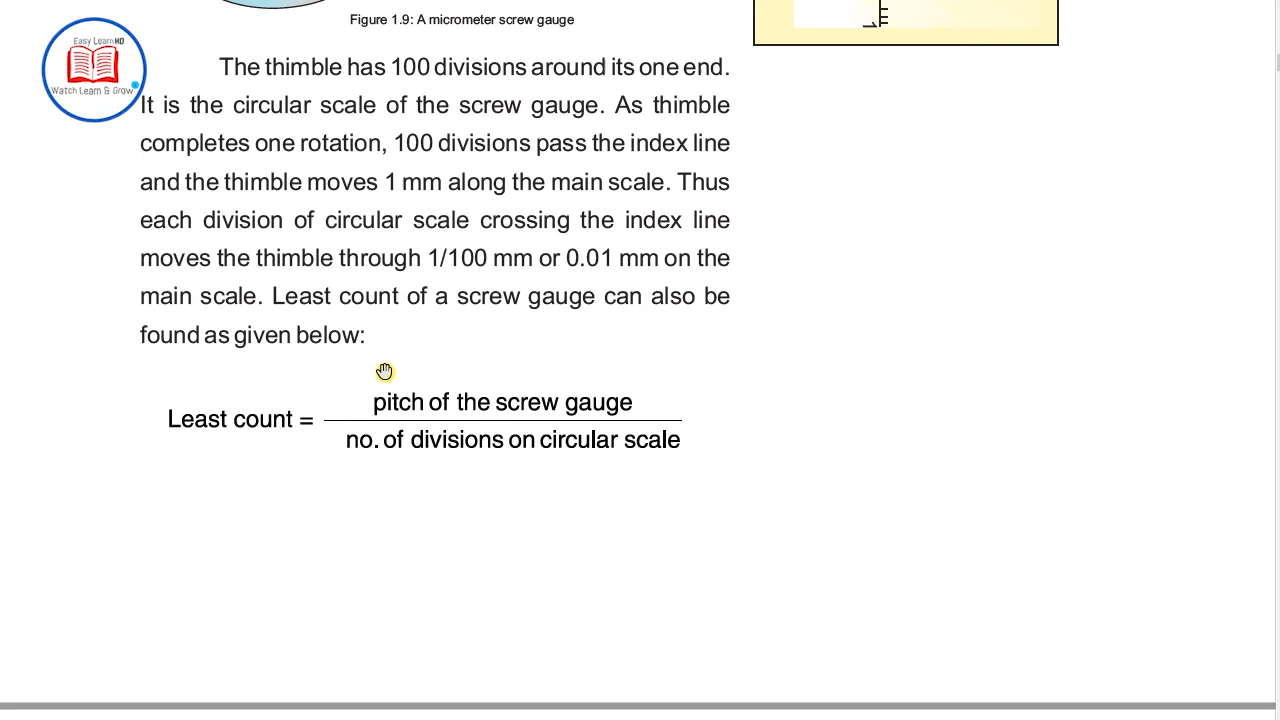 Figure 1.9: A micrometer screw gauge
Easy Learn HD
Watch Learn & Grow
The thimble has 100 divisions around its one end.
It is the circular scale of the screw gauge. As thimble
completes one rotation, 100 divisions pass the index line
and the thimble moves 1 mm along the main scale. Thus
each division of circular scale crossing the index line
moves the thimble through 1/100 mm or 0.01 mm on the
main scale. Least count of a screw gauge can also be
found as given below:
pitch of the screw gauge
Least count =
no. of divisions on circular scale